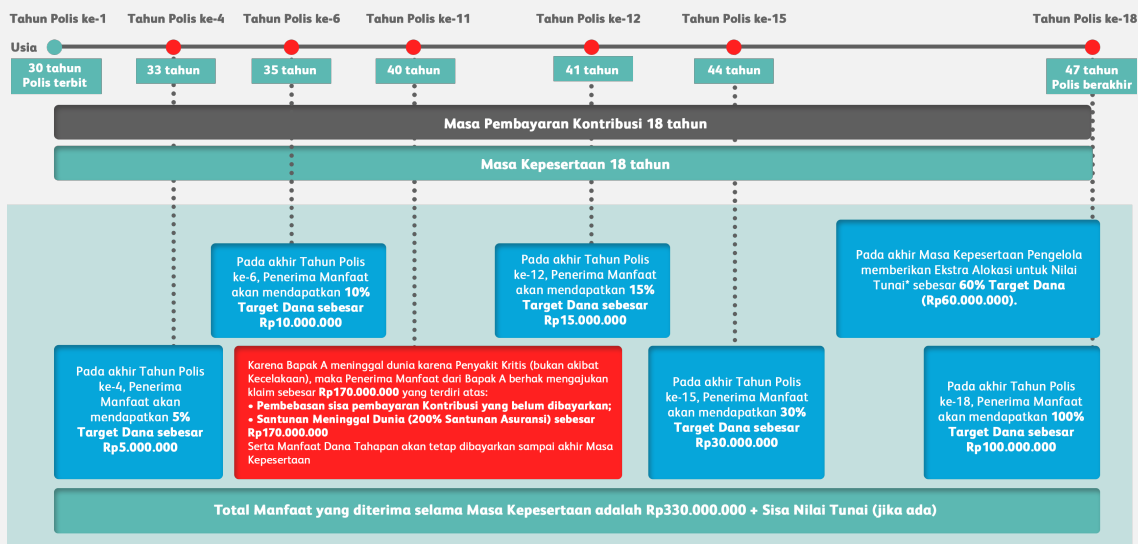 Tahun Polis ke-1
Tahun Polis ke-4
Tahun Polis ke-6
Tahun Polis ke-11
Tahun Polis ke-12
Tahun Polis ke-15
Tahun Polis ke-18
Usia
30 tahun
Polis terbit
33 tahun
35 tahun
40 tahun
41 tahun
44 tahun
47 tahun
Polis berakhir
Masa Pembayaran Kontribusi 18 tahun
Masa Kepesertaan 18 tahun
Pada akhir Tahun Polis
ke-6, Penerima Manfaat
akan mendapatkan 10%
Target Dana sebesar
Rp10.000.000
Pada akhir Tahun Polis
ke-12, Penerima Manfaat
akan mendapatkan 15%
Target Dana sebesar
Rp15.000.000
Pada akhir Masa Kepesertaan Pengelola
memberikan Ekstra Alokasi untuk Nilai
Tunai* sebesar 60% Target Dana
(Rp60.000.000).
Pada akhir Tahun Polis
ke-4, Penerima
Manfaat akan
mendapatkan 5%
Target Dana sebesar
Rp5.000.000
Karena Bapak A meninggal dunia karena Penyakit Kritis (bukan akibat
Kecelakaan), maka Penerima Manfaat dari Bapak A berhak mengajukan
klaim sebesar Rp170.000.000 yang terdiri atas:
• Pembebasan sisa pembayaran Kontribusi yang belum dibayarkan;
• Santunan Meninggal Dunia (200% Santunan Asuransi) sebesar
Rp170.000.000
Serta Manfaat Dana Tahapan akan tetap dibayarkan sampai akhir Masa
Kepesertaan
Pada akhir Tahun Polis
ke-15, Penerima Manfaat
akan mendapatkan 30%
Target Dana sebesar
Rp30.000.000
Pada akhir Tahun Polis
ke-18, Penerima Manfaat
akan mendapatkan 100%
Target Dana sebesar
Rp100.000.000
Total Manfaat yang diterima selama Masa Kepesertaan adalah Rp330.000.000 + Sisa Nilai Tunai (jika ada)